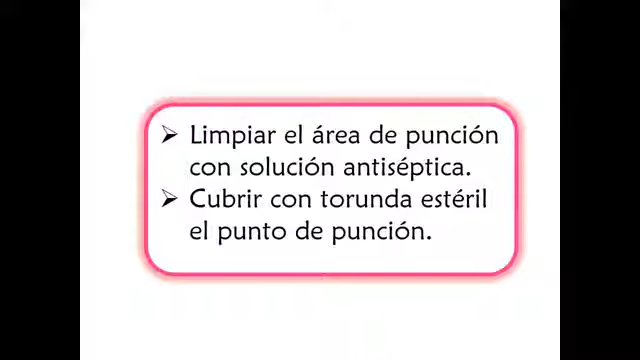 ➢ Limpiar el área de punción
con solución antiséptica.
➢ Cubrir con torunda estéril
el punto de punción.